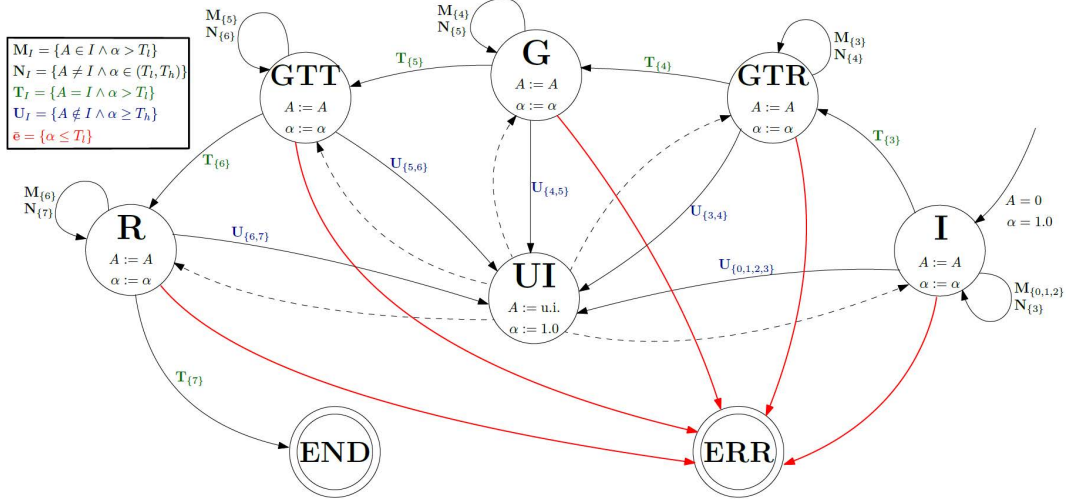 M_I = {A ∈ I ∧ α > T_l}
N_I = {A ≠ I ∧ α ∈ (T_l, T_h)}
T_I = {A = I ∧ α > T_l}
U_I = {A ∉ I ∧ α ≥ T_h}
ē = {α ≤ T_l}
M_{5}
N_{6}
GTT
A := A
α := α
M_{4}
N_{5}
G
A := A
α := α
M_{3}
N_{4}
GTR
A := A
α := α
T_{5}
T_{4}
T_{3}
T_{6}
U_{5,6}
U_{4,5}
U_{3,4}
A = 0
α = 1.0
M_{6}
N_{7}
R
A := A
α := α
U_{6,7}
UI
A := u.i.
α := 1.0
U_{0,1,2,3}
I
A := A
α := α
M_{0,1,2}
N_{3}
T_{7}
END
ERR